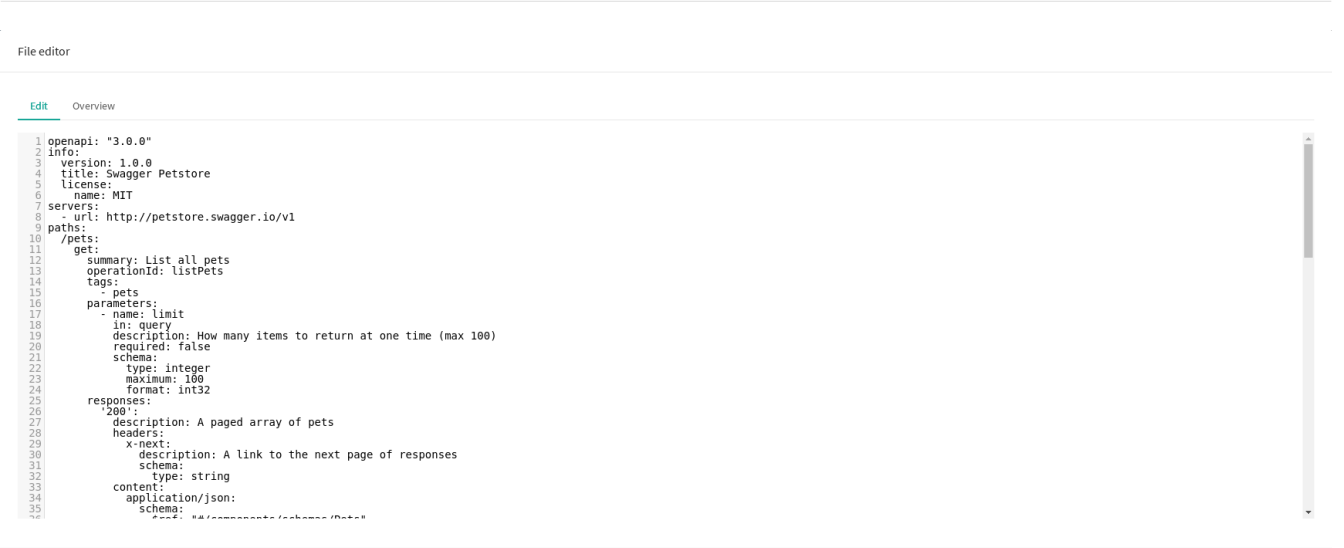 File editor
Edit Overview
1 openapi: "3.0.0"
2 info:
3   version: 1.0.0
4   title: Swagger Petstore
5   license:
6     name: MIT
7 servers:
8   - url: http://petstore.swagger.io/v1
9 paths:
10   /pets:
11     get:
12       summary: List all pets
13       operationId: listPets
14       tags:
15         - pets
16       parameters:
17         - name: limit
18           in: query
19           description: How many items to return at one time (max 100)
20           required: false
21           schema:
22             type: integer
23             maximum: 100
24             format: int32
25       responses:
26         '200':
27           description: A paged array of pets
28           headers:
29             x-next:
30               description: A link to the next page of responses
31               schema:
32                 type: string
33           content:
34             application/json:
35               schema:
36                 $ref: "#/components/schemas/Pets"